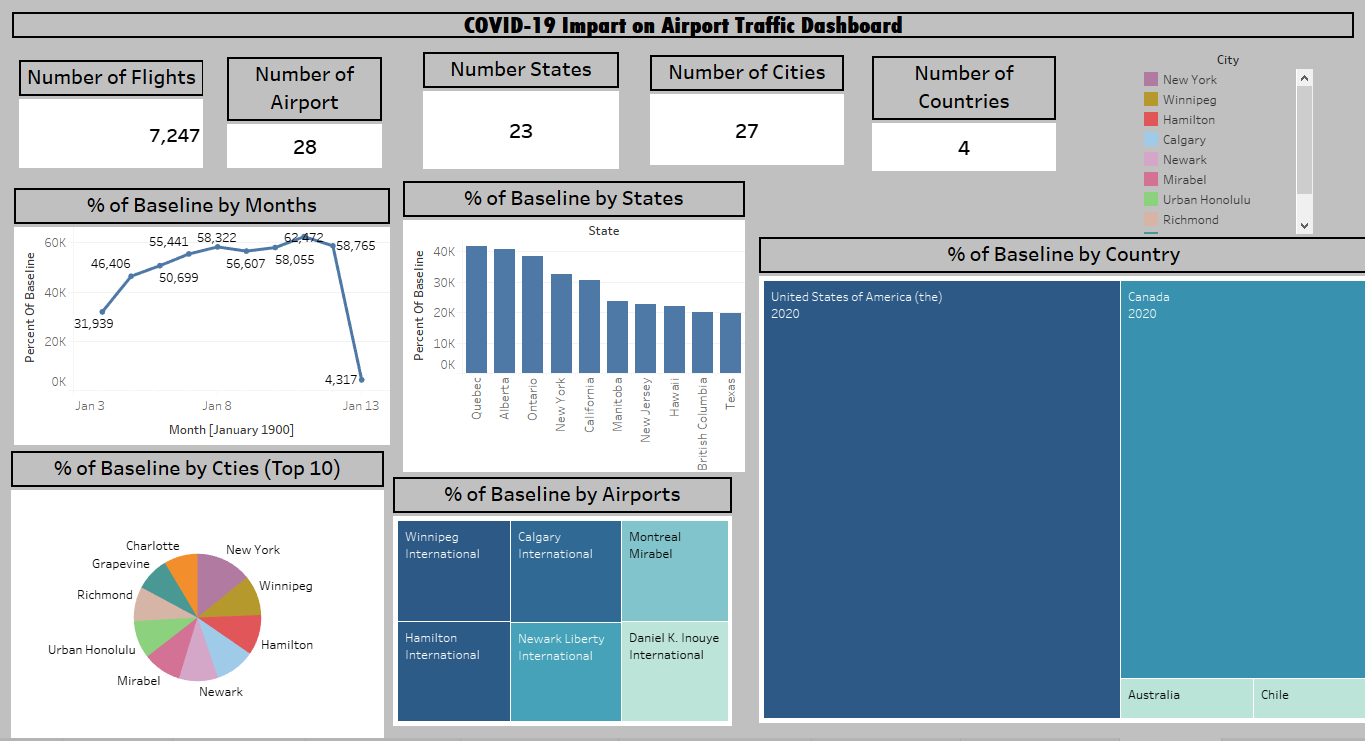 COVID-19 Impart on Airport Traffic Dashboard
Number of Flights
7,247
Number of
Airport
28
Number States
23
Number of Cities
27
Number of
Countries
4
City
New York
Winnipeg
Hamilton
Calgary
Newark
Mirabel
Urban Honolulu
Richmond
% of Baseline by Months
Percent Of Baseline
60K
40K
20K
0K
31,939
46,406
50,699
55,441
58,322
56,607
58,055
62,472
58,765
4,317
Jan 3
Jan 8
Jan 13
Month [January 1900]
% of Baseline by States
State
Percent Of Baseline
40K
30K
20K
10K
0K
Quebec
Alberta
Ontario
New York
California
Manitoba
New Jersey
Hawaii
British Columbia
Texas
% of Baseline by Country
United States of America (the)
2020
Canada
2020
Australia
Chile
% of Baseline by Cties (Top 10)
Charlotte
New York
Grapevine
Winnipeg
Richmond
Hamilton
Urban Honolulu
Mirabel
Newark
% of Baseline by Airports
Winnipeg
International
Calgary
International
Montreal
Mirabel
Hamilton
International
Newark Liberty
International
Daniel K. Inouye
International